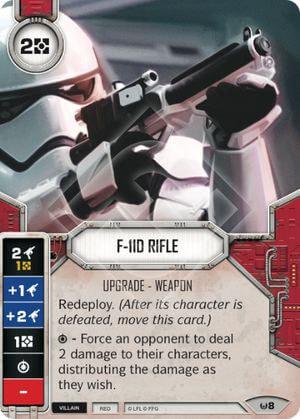 2
F-11D RIFLE
UPGRADE - WEAPON
Redeploy. (After its character is
defeated, move this card.)
- Force an opponent to deal
2 damage to their characters,
distributing the damage as
they wish.
2
1
+1
+2
1
-
VILLAIN
RED
© LFL © FFG
8